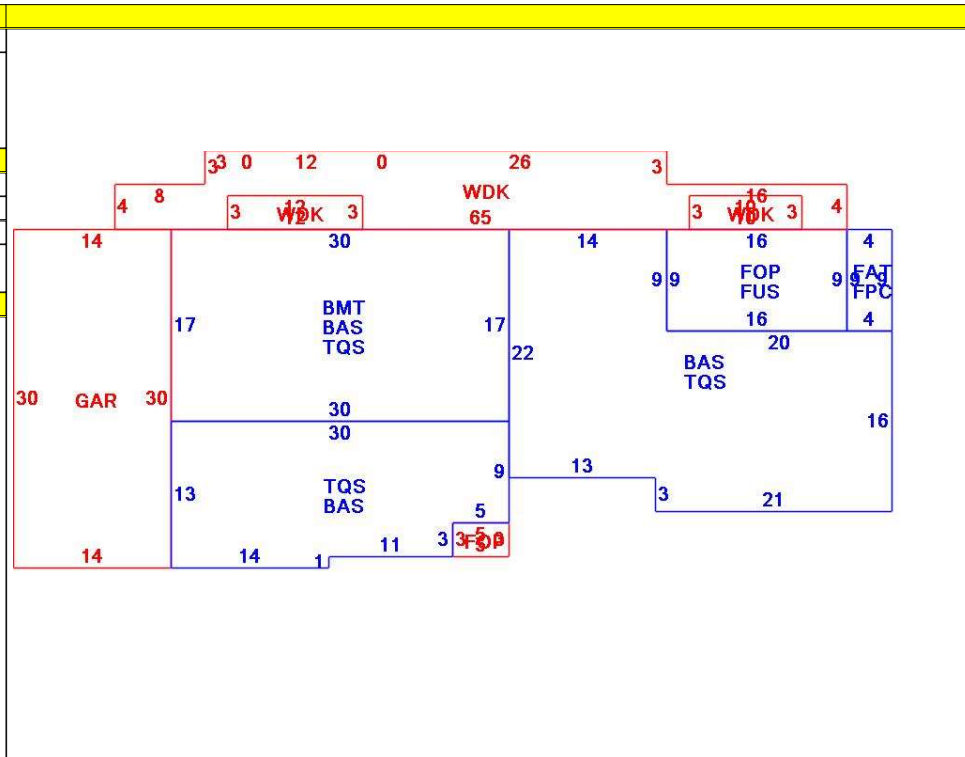 3 3 0 12 0 26 3
8 WDK 16
4 3 12 3 65 3 WDK 3 4
14 30 14 16 4
9 9 FOP 9 9 9
FUS FAT
FPC
BMT 16 4
BAS 20
TQS
17 17
22 BAS
TQS
30 GAR 30
30
30 16
9 13
TQS
BAS
13 3 21
5
3 3 3
11
14 14 1